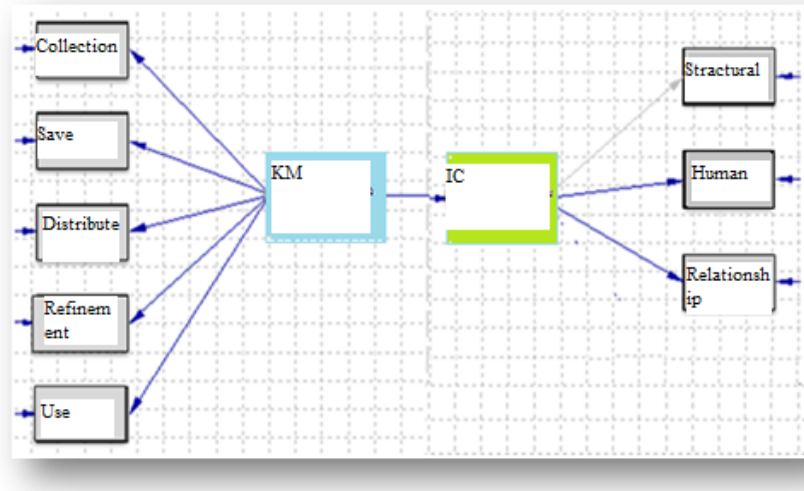 Collection
Save
Distribute
Refinem
ent
Use
KM
IC
Stractural
Human
Relationsh
ip